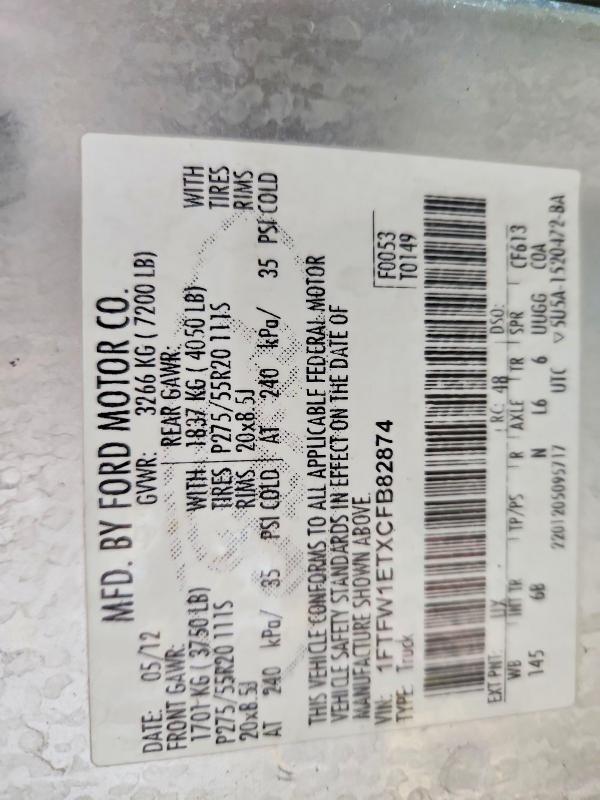 MFD. BY FORD MOTOR CO.
DATE: 05/12 GVWR: 3266 KG ( 7200 LB)
FRONT GAWR: REAR GAWR:
1701 KG ( 3750 LB) WITH 1837 KG ( 4050 LB) WITH
P275/55R20 111S TIRES P275/55R20 111S TIRES
20x8.5J RIMS 20x8.5J RIMS
AT 240 kPa/ 35 PSI COLD AT 240 kPa/ 35 PSI COLD
THIS VEHICLE CONFORMS TO ALL APPLICABLE FEDERAL MOTOR
VEHICLE SAFETY STANDARDS IN EFFECT ON THE DATE OF
MANUFACTURE SHOWN ABOVE.
VIN: 1FTFW1ETXCFB82874 F0053
TYPE: Truck T0149
EXT PNT: UX RC: 48 DSO:
WB INT TR TP/PS R AXLE TR SPR CF613
145 6B N L6 6 UUGG COA
2201205095717 UTC ▽5U5A-1520472-BA